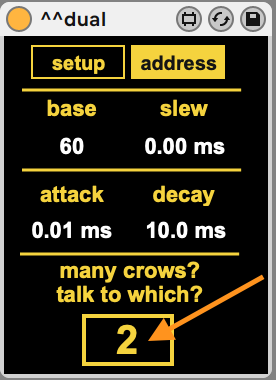 ^^dual
setup address
base slew
60 0.00 ms
attack decay
0.01 ms 10.0 ms
many crows?
talk to which?
2